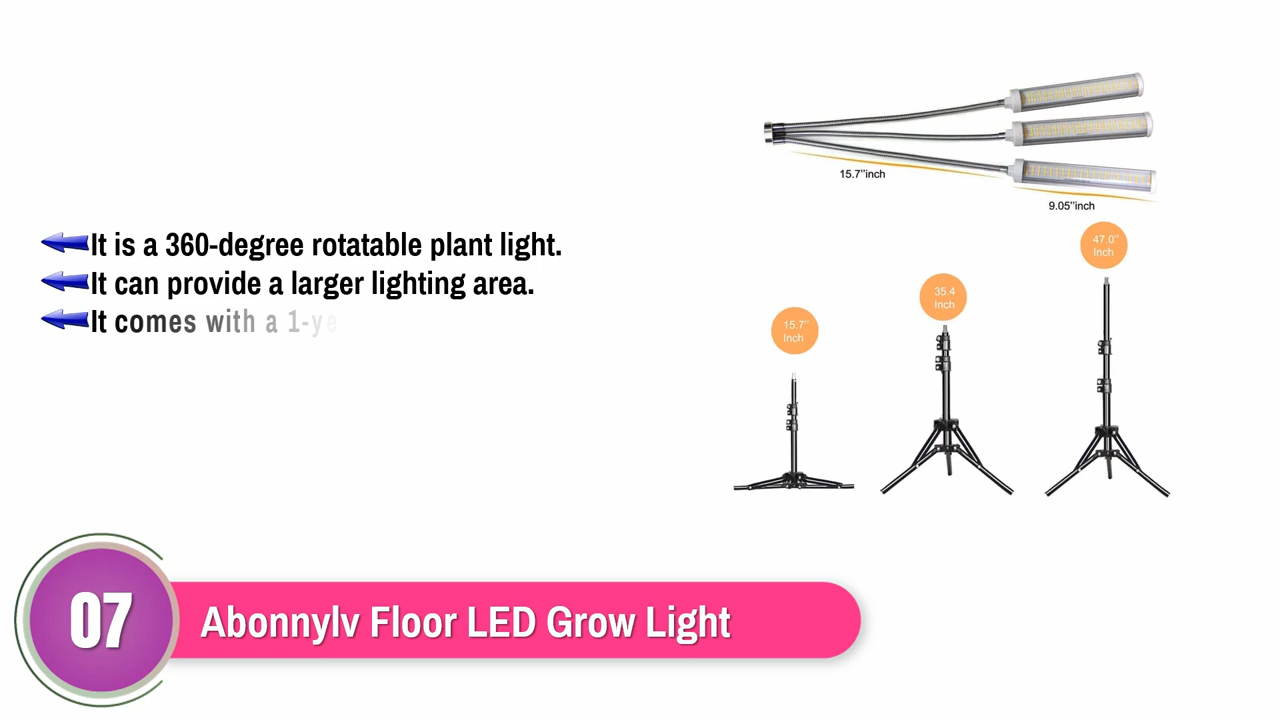 15.7''inch
9.05''inch
It is a 360-degree rotatable plant light.
It can provide a larger lighting area.
It comes with a 1-ye
47.0''
Inch
35.4
Inch
15.7''
Inch
07
Abonnylv Floor LED Grow Light